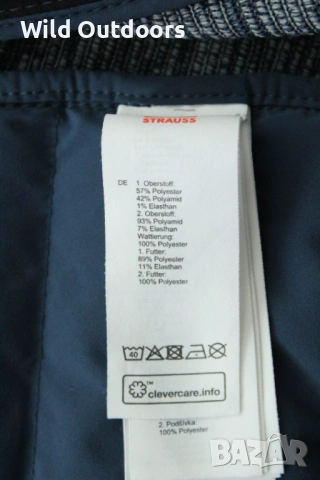 Wild Outdoors
STRAUSS
DE 1. Oberstoff:
57% Polyester
42% Polyamid
1% Elasthan
2. Oberstoff:
93% Polyamid
7% Elasthan
Wattierung:
100% Polyester
1. Futter:
89% Polyester
11% Elasthan
2. Futter:
100% Polyester
40
™
clevercare.info
2. Podšívka:
100% Polyester
BAZAR